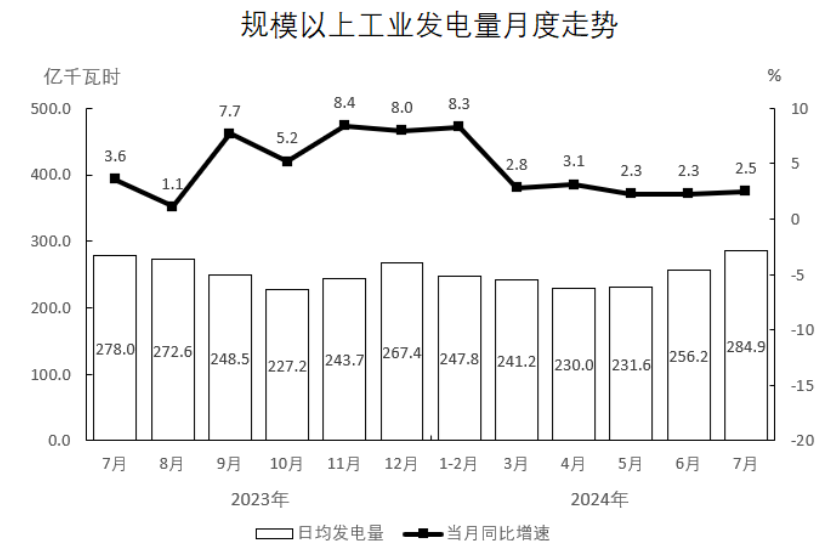 规模以上工业发电量月度走势
亿千瓦时 %
500.0 400.0 300.0 200.0 100.0 0.0
3.6 1.1 7.7 5.2 8.4 8.0 8.3 2.8 3.1 2.3 2.3 2.5
278.0 272.6 248.5 227.2 243.7 267.4 247.8 241.2 230.0 231.6 256.2 284.9
10 5 0 -5 -10 -15 -20
7月 8月 9月 10月 11月 12月 1-2月 3月 4月 5月 6月 7月
2023年 2024年
日均发电量 当月同比增速